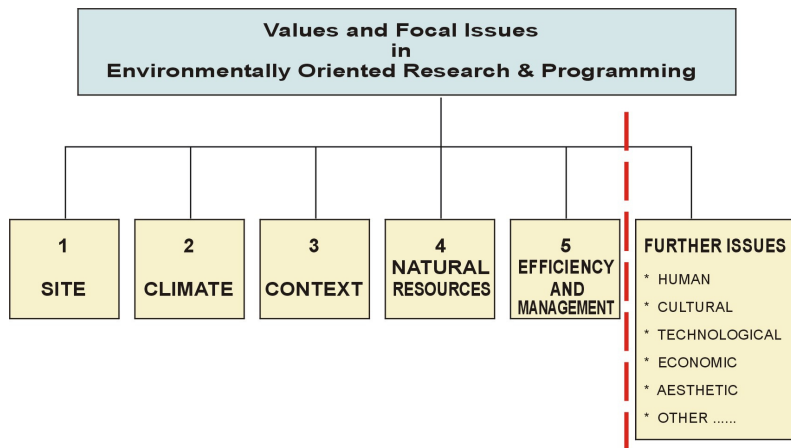 Values and Focal Issues
in
Environmentally Oriented Research & Programming
1
SITE
2
CLIMATE
3
CONTEXT
4
NATURAL
RESOURCES
5
EFFICIENCY
AND
MANAGEMENT
FURTHER ISSUES
* HUMAN
* CULTURAL
* TECHNOLOGICAL
* ECONOMIC
* AESTHETIC
* OTHER ......